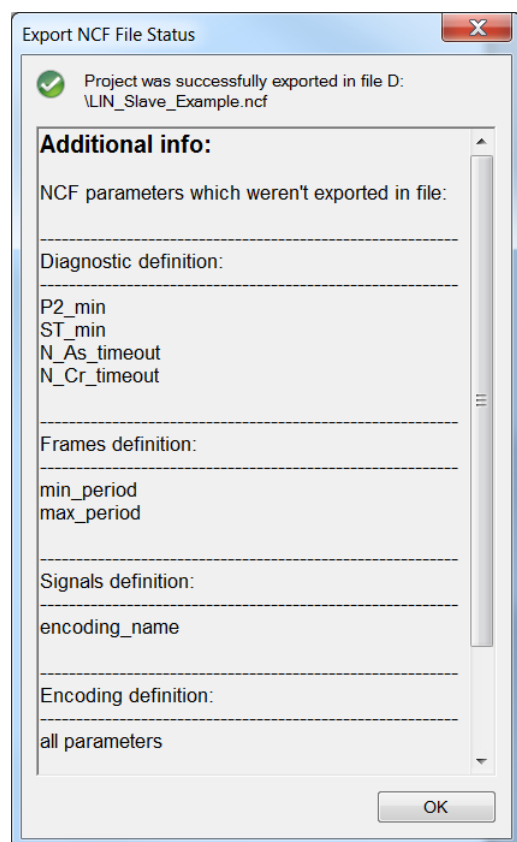 Export NCF File Status
Project was successfully exported in file D:
\LIN_Slave_Example.ncf
Additional info:
NCF parameters which weren't exported in file:
----------------------------------------------------------
Diagnostic definition:
----------------------------------------------------------
P2_min
ST_min
N_As_timeout
N_Cr_timeout
----------------------------------------------------------
Frames definition:
----------------------------------------------------------
min_period
max_period
----------------------------------------------------------
Signals definition:
----------------------------------------------------------
encoding_name
----------------------------------------------------------
Encoding definition:
----------------------------------------------------------
all parameters
OK